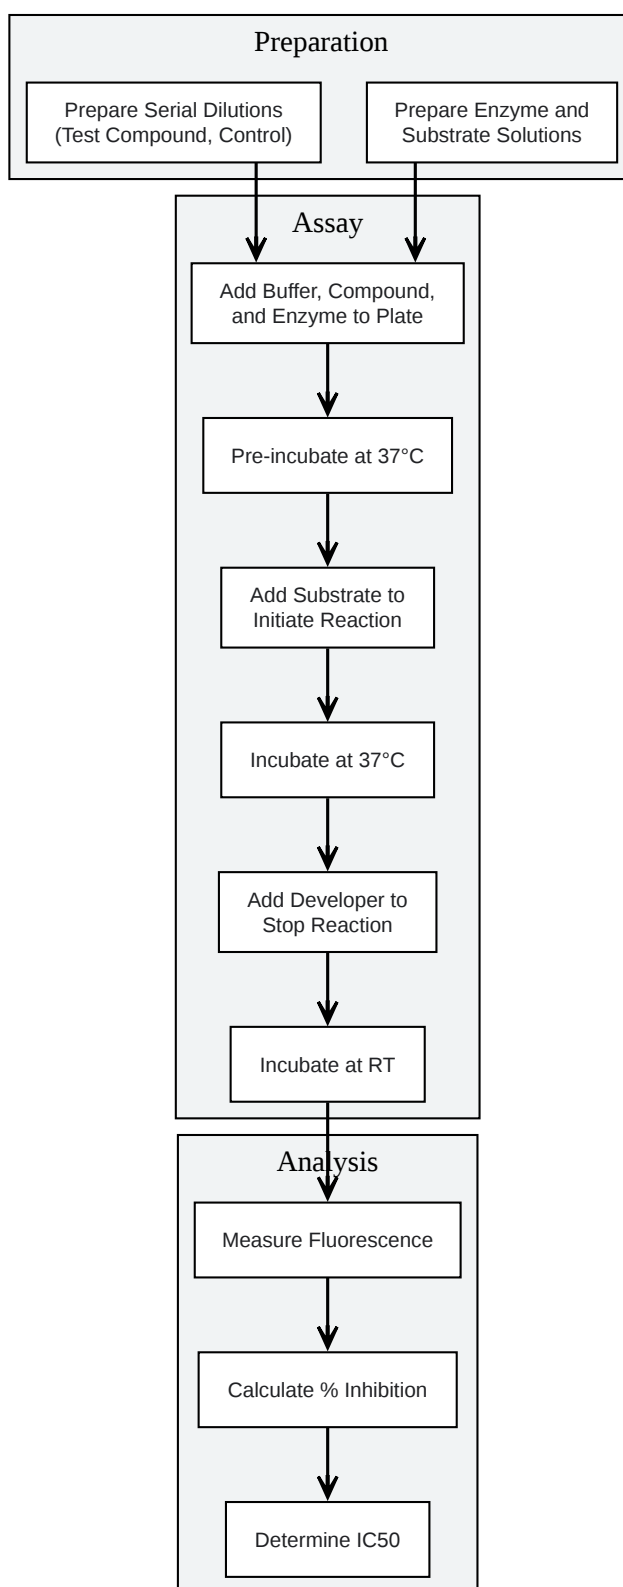 Preparation
Prepare Serial Dilutions
(Test Compound, Control)
Prepare Enzyme and
Substrate Solutions
Assay
Add Buffer, Compound,
and Enzyme to Plate
Pre-incubate at 37°C
Add Substrate to
Initiate Reaction
Incubate at 37°C
Add Developer to
Stop Reaction
Incubate at RT
Analysis
Measure Fluorescence
Calculate % Inhibition
Determine IC50